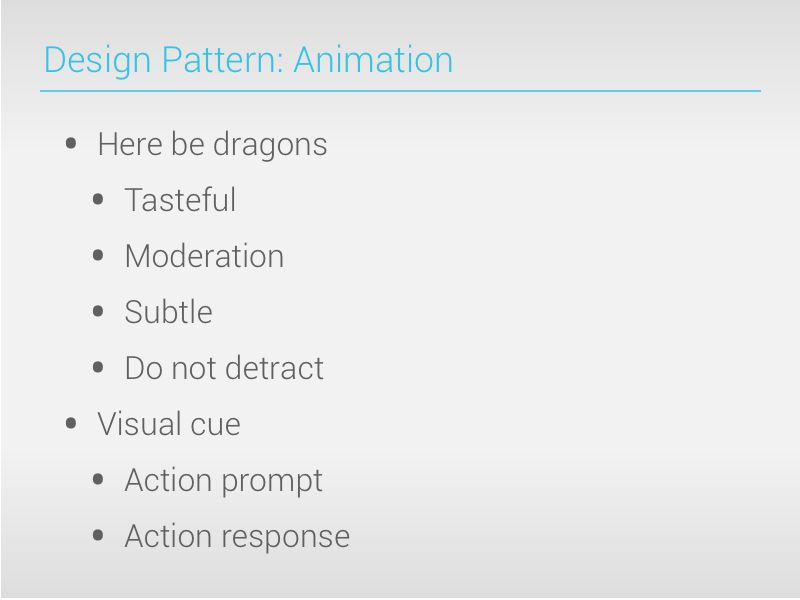 Design Pattern: Animation
• Here be dragons
• Tasteful
• Moderation
• Subtle
• Do not detract
• Visual cue
• Action prompt
• Action response